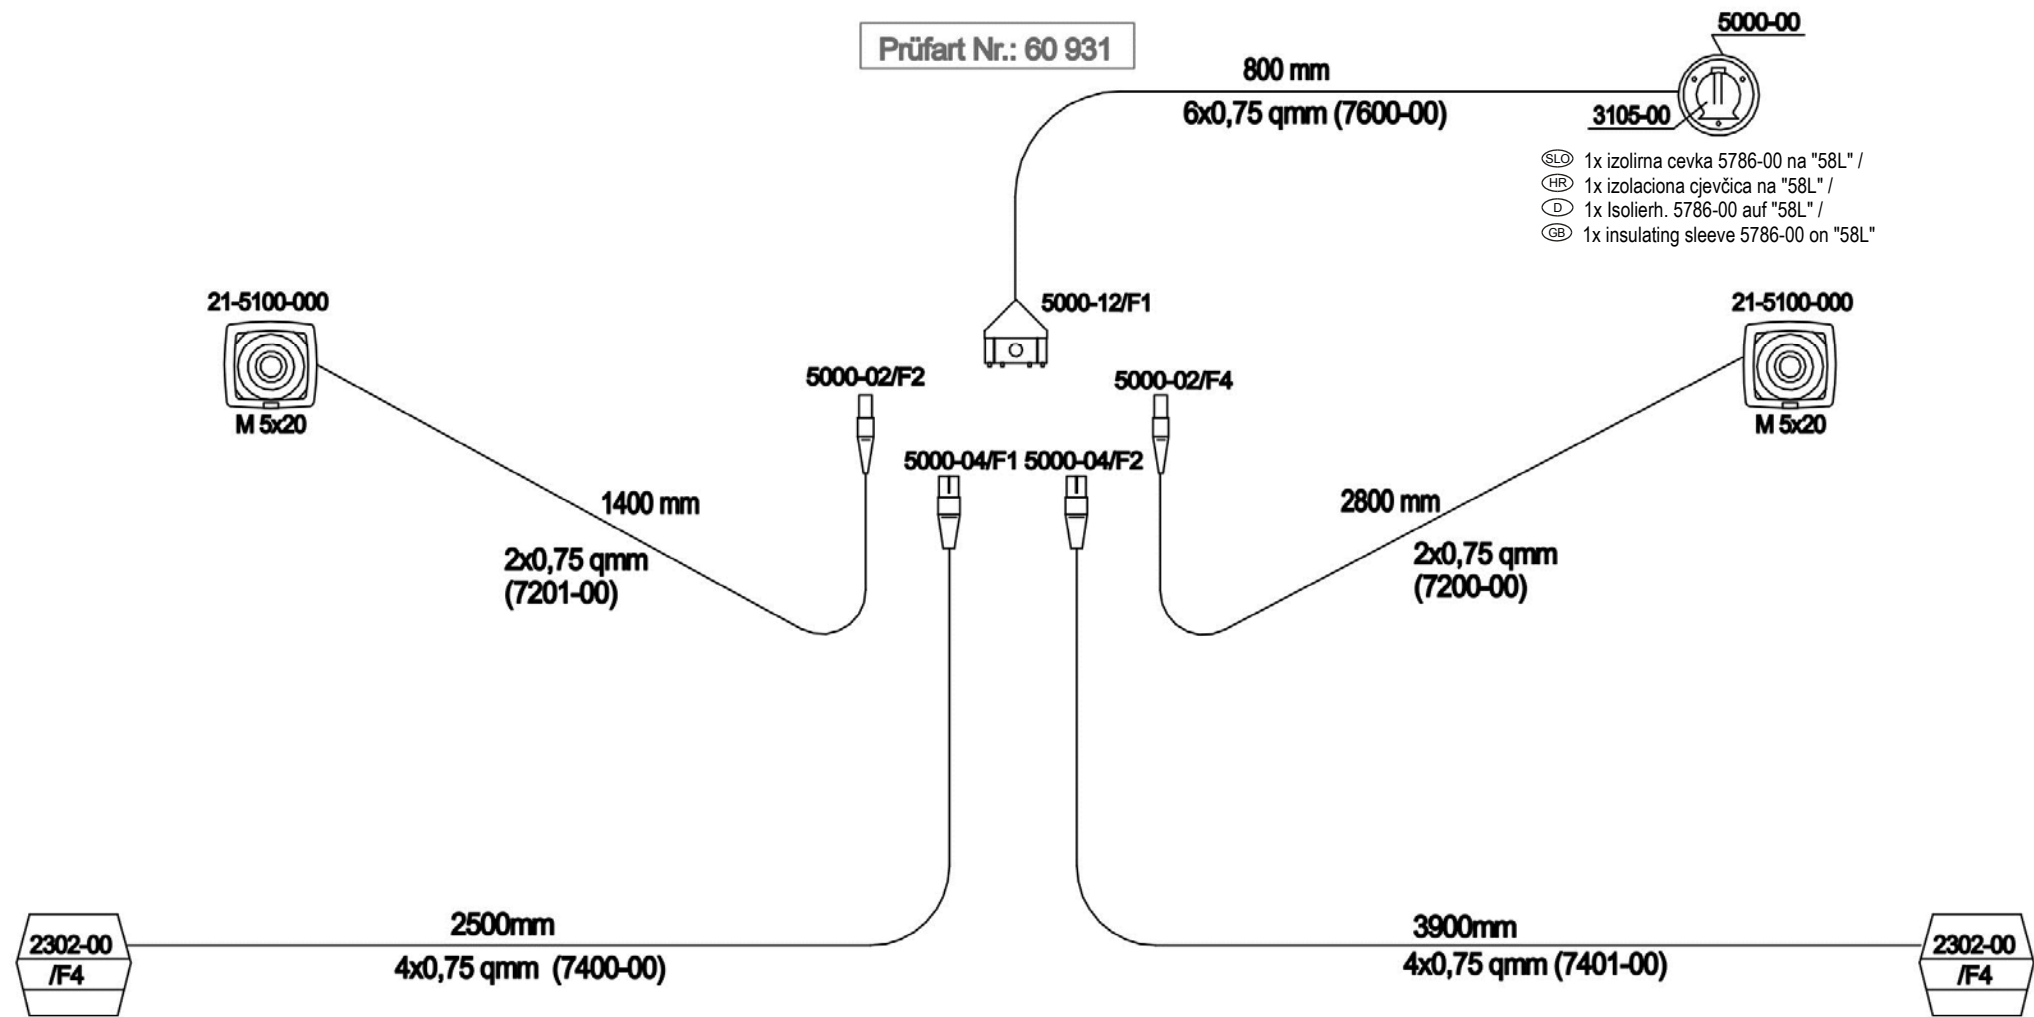 Prüfart Nr.: 60 931
5000-00
800 mm
6x0,75 qmm (7600-00)
3105-00
SLO 1x izolirna cevka 5786-00 na "58L" /
HR 1x izolaciona cjevčica na "58L" /
D 1x Isolierh. 5786-00 auf "58L" /
GB 1x insulating sleeve 5786-00 on "58L"
21-5100-000
M 5x20
5000-12/F1
21-5100-000
M 5x20
5000-02/F2
5000-02/F4
5000-04/F1
5000-04/F2
1400 mm
2x0,75 qmm
(7201-00)
2800 mm
2x0,75 qmm
(7200-00)
2302-00
/F4
2500mm
4x0,75 qmm (7400-00)
3900mm
4x0,75 qmm (7401-00)
2302-00
/F4